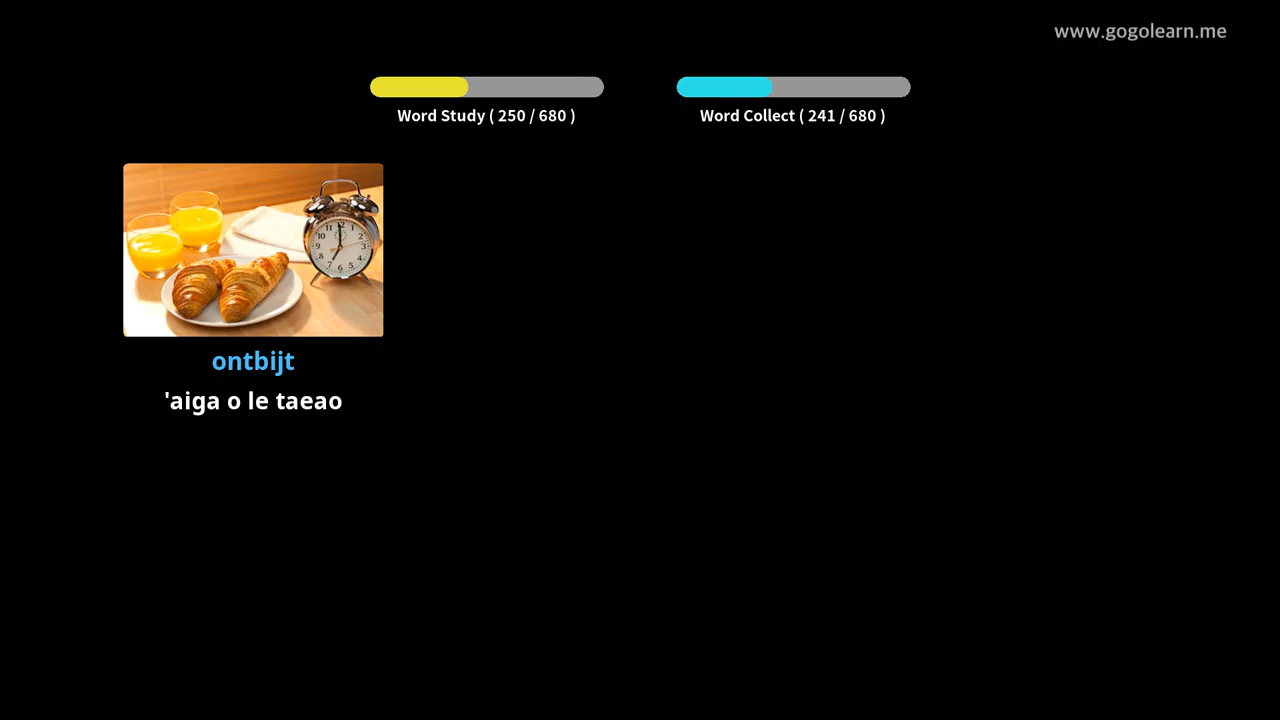 www.gogolearn.me
Word Study ( 250 / 680 )
Word Collect ( 241 / 680 )
ontbijt
'aiga o le taeao